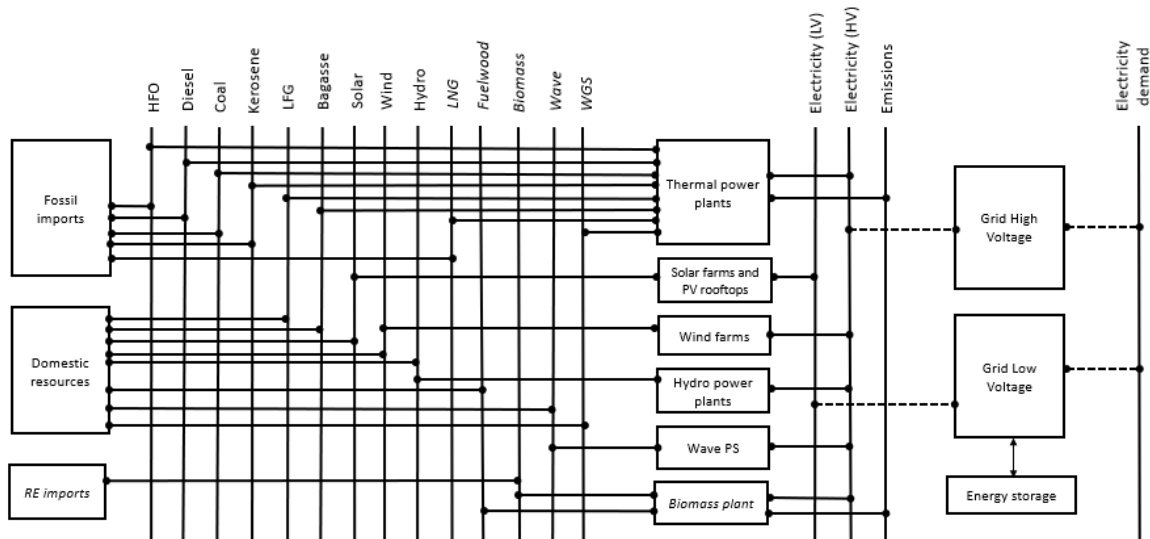 HFO
Diesel
Coal
Kerosene
LFG
Bagasse
Solar
Wind
Hydro
LNG
Fuelwood
Biomass
Wave
WGS
Electricity (LV)
Electricity (HV)
Emissions
Electricity
demand
Fossil
imports
Thermal power
plants
Grid High
Voltage
Solar farms and
PV rooftops
Domestic
resources
Wind farms
Grid Low
Voltage
Hydro power
plants
Wave PS
RE imports
Biomass plant
Energy storage